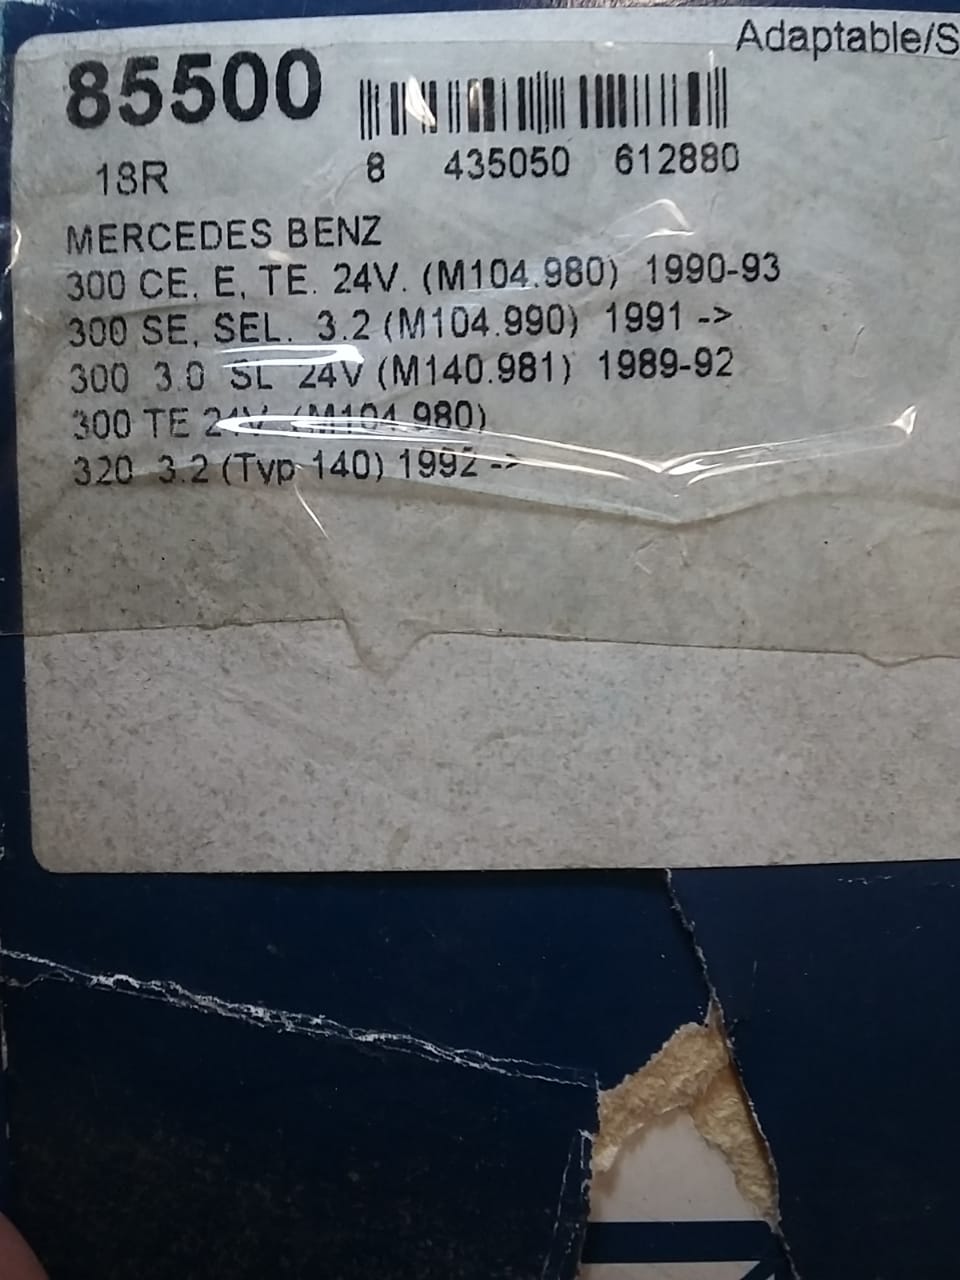 Adaptable/S
85500
8 435050 612880
18R
MERCEDES BENZ
300 CE, E, TE. 24V. (M104.980) 1990-93
300 SE, SEL. 3.2 (M104.990) 1991 ->
300 3.0 SL 24V (M140.981) 1989-92
300 TE 24V (M104.980)
320 3.2 (Typ 140) 1992 ->